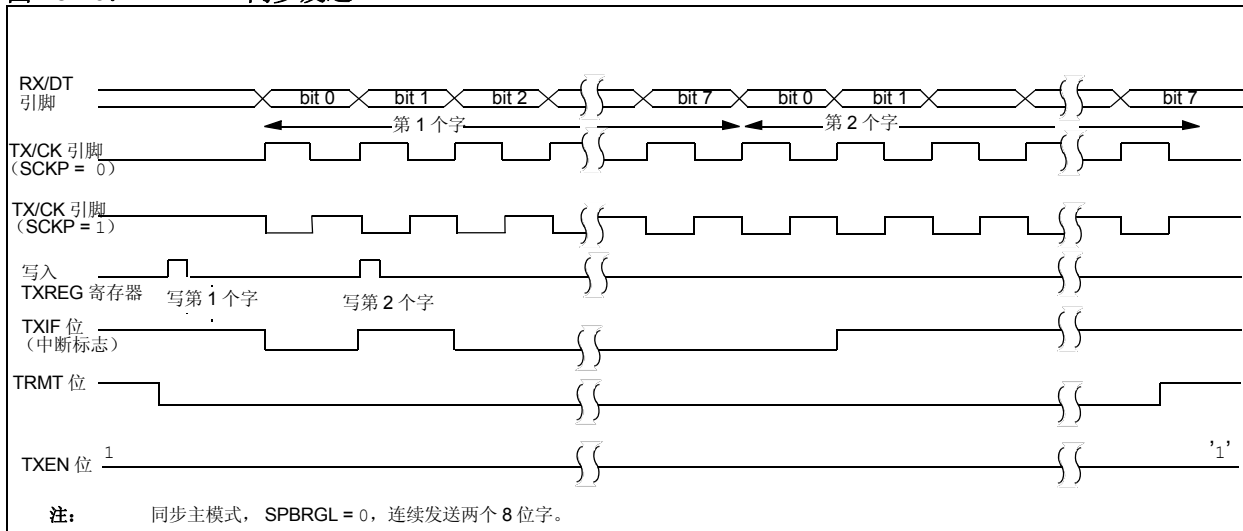 RX/DT
引脚
bit 0 bit 1 bit 2 bit 7 bit 0 bit 1 bit 7
第 1 个字 第 2 个字
TX/CK 引脚
（SCKP = 0）
TX/CK 引脚
（SCKP = 1）
写入
TXREG 寄存器
写第 1 个字 写第 2 个字
TXIF 位
（中断标志）
TRMT 位
TXEN 位 1 '1'
注： 同步主模式， SPBRGL = 0，连续发送两个 8 位字。